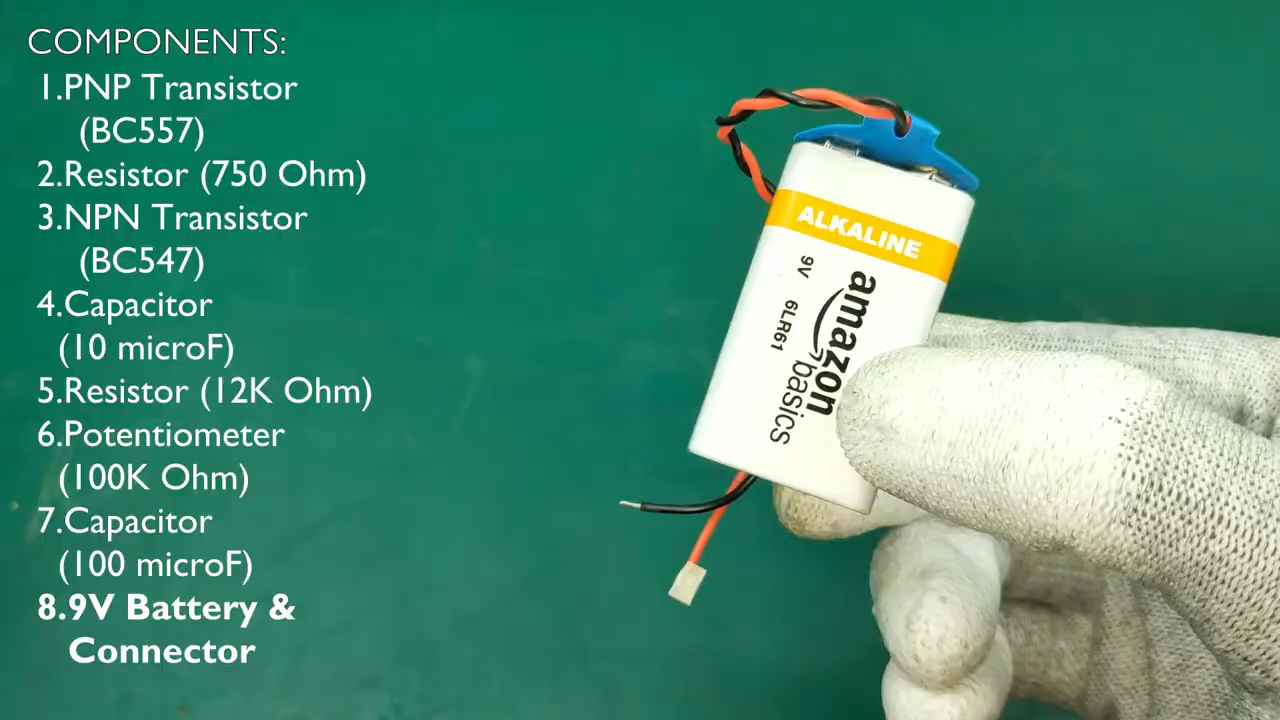 COMPONENTS:
1.PNP Transistor
(BC557)
2.Resistor (750 Ohm)
3.NPN Transistor
(BC547)
4.Capacitor
(10 microF)
5.Resistor (12K Ohm)
6.Potentiometer
(100K Ohm)
7.Capacitor
(100 microF)
8.9V Battery &
Connector
ALKALINE
9V 6LR61
amazon
basics